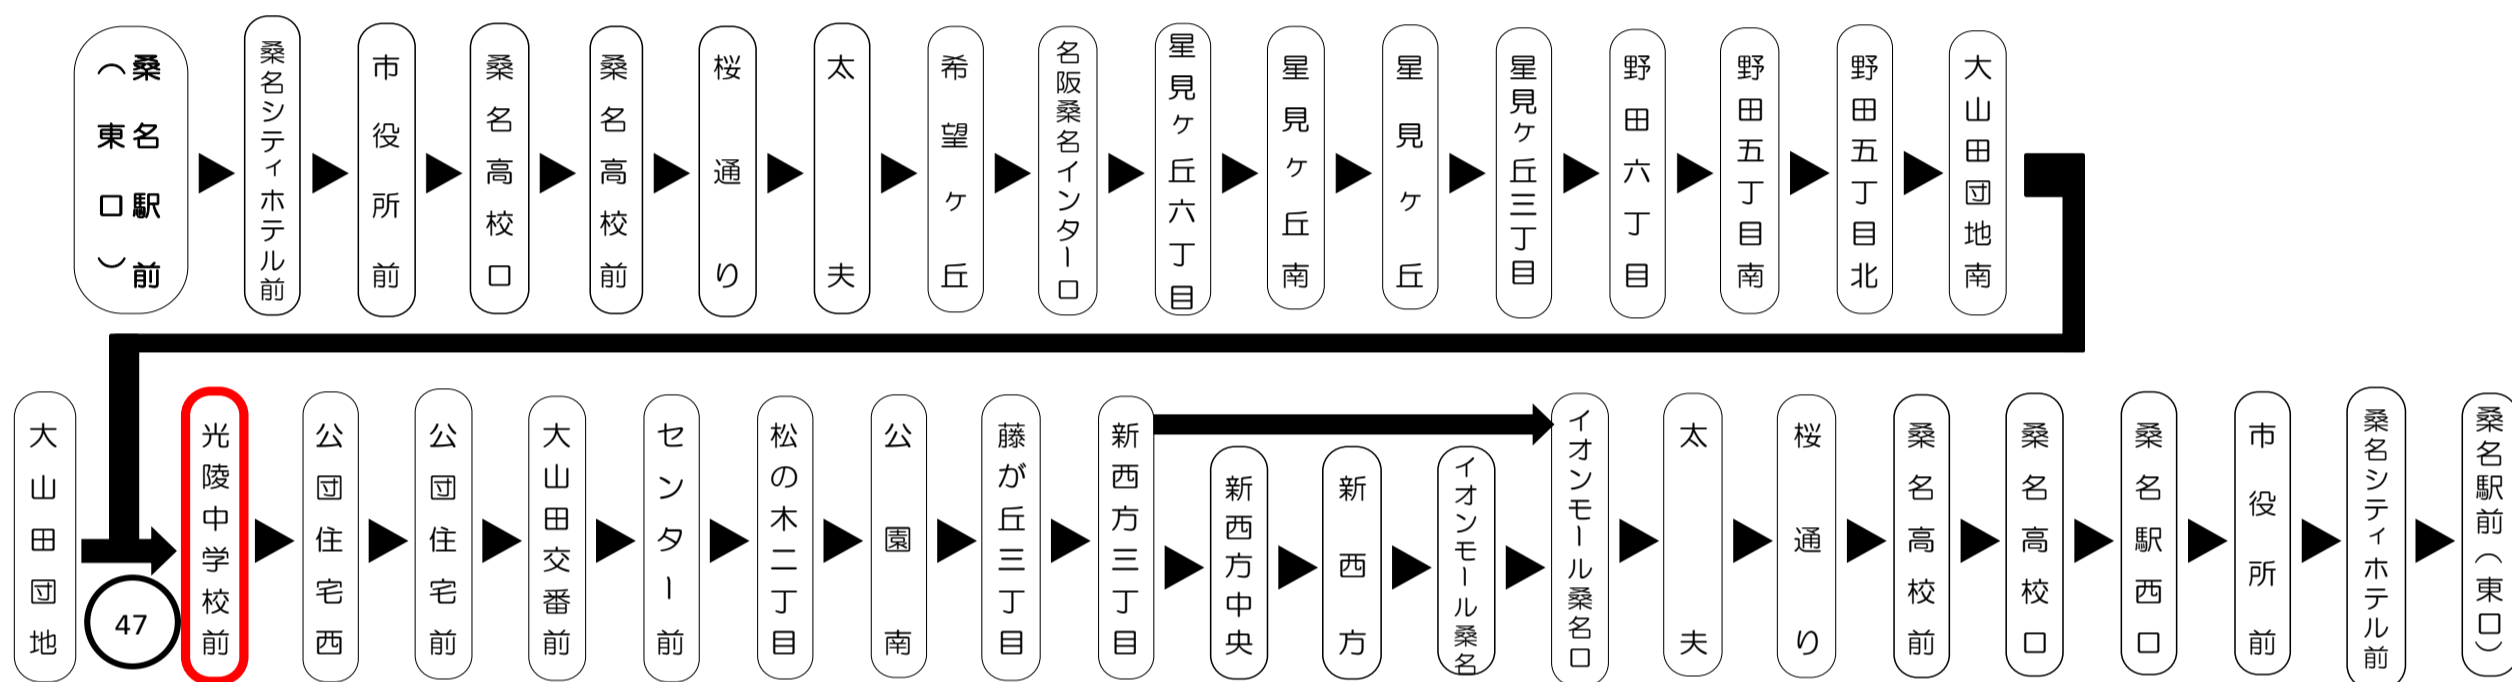 桑名駅前
（東口）
桑名シティホテル前
市役所前
桑名高校口
桑名高校前
桜通り
太夫
希望ヶ丘
名阪桑名インター口
星見ヶ丘六丁目
星見ヶ丘南
星見ヶ丘
星見ヶ丘三丁目
野田六丁目
野田五丁目南
野田五丁目北
大山田団地南
大山田団地
47
光陵中学校前
公団住宅西
公団住宅前
大山田交番前
センター前
松の木二丁目
公園南
藤が丘三丁目
新西方三丁目
新西方中央
新西方
イオンモール桑名
イオンモール桑名口
太夫
桜通り
桑名高校前
桑名高校口
桑名駅西口
市役所前
桑名シティホテル前
桑名駅前（東口）